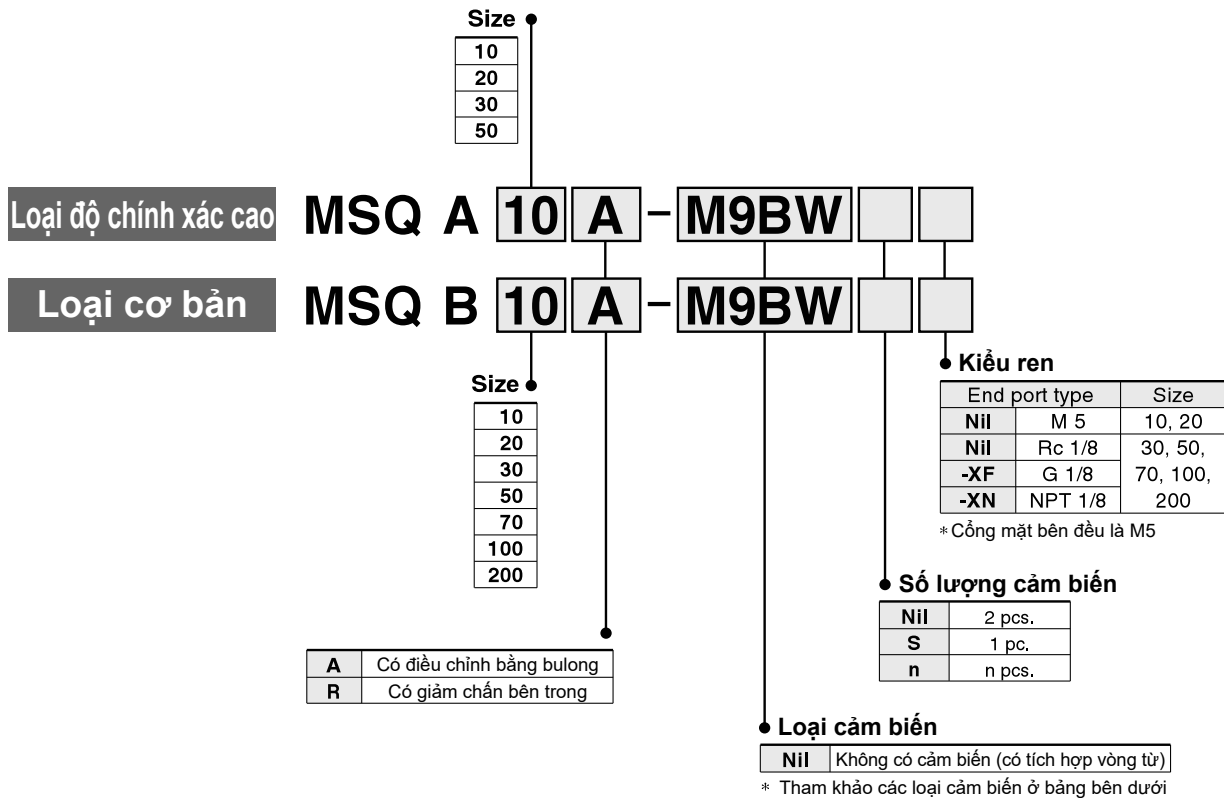 Size
10
20
30
50
Loại độ chính xác cao MSQ A 10 A - M9BW
Loại cơ bản MSQ B 10 A - M9BW
Size
10
20
30
50
70
100
200
Kiểu ren
End port type Size
Nil M 5 10, 20
Nil Rc 1/8 30, 50,
-XF G 1/8 70, 100,
-XN NPT 1/8 200
* Cổng mặt bên đều là M5
Số lượng cảm biến
Nil 2 pcs.
S 1 pc.
n n pcs.
A Có điều chỉnh bằng bulong
R Có giảm chấn bên trong
Loại cảm biến
Nil Không có cảm biến (có tích hợp vòng từ)
* Tham khảo các loại cảm biến ở bảng bên dưới